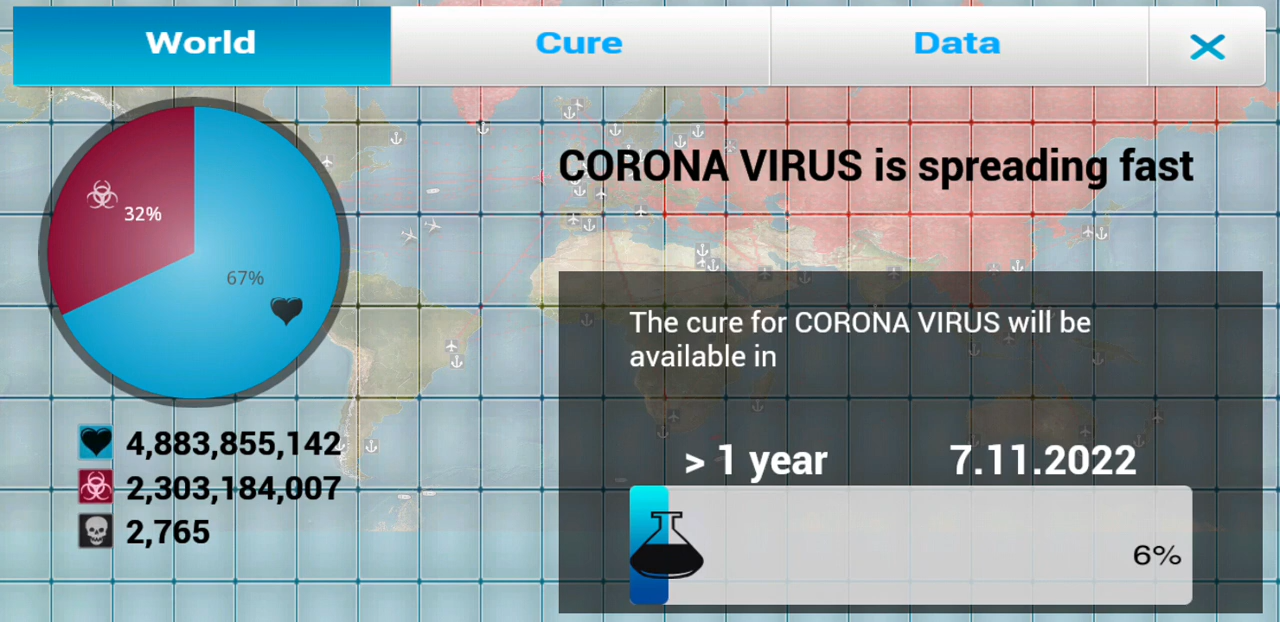 World
Cure
Data
32%
67%
4,883,855,142
2,303,184,007
2,765
CORONA VIRUS is spreading fast
The cure for CORONA VIRUS will be
available in
> 1 year
7.11.2022
6%